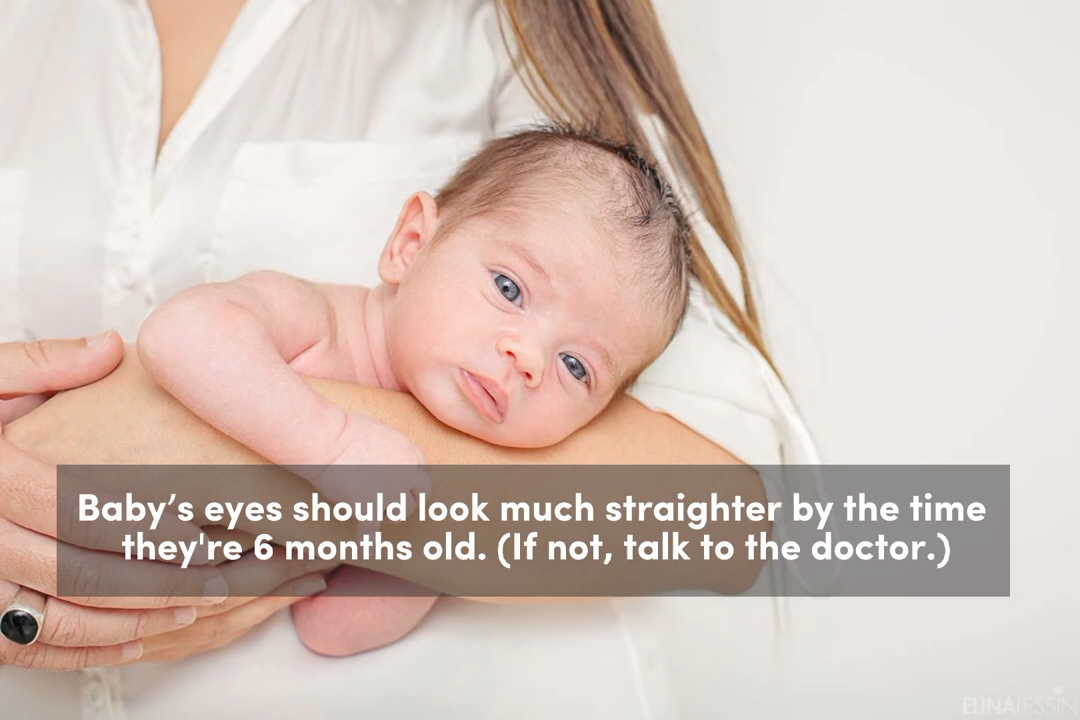 Baby’s eyes should look much straighter by the time
they're 6 months old. (If not, talk to the doctor.)
ELINALESSIN